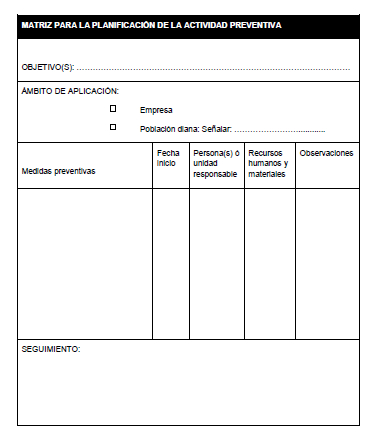 MATRIZ PARA LA PLANIFICACIÓN DE LA ACTIVIDAD PREVENTIVA
OBJETIVO(S): ……………………………………………………………………………………
ÁMBITO DE APLICACIÓN:
Empresa
Población diana: Señalar: ……………………............
Medidas preventivas
Fecha
Inicio
Persona(s) ó
unidad
responsable
Recursos
humanos y
materiales
Observaciones
SEGUIMIENTO: